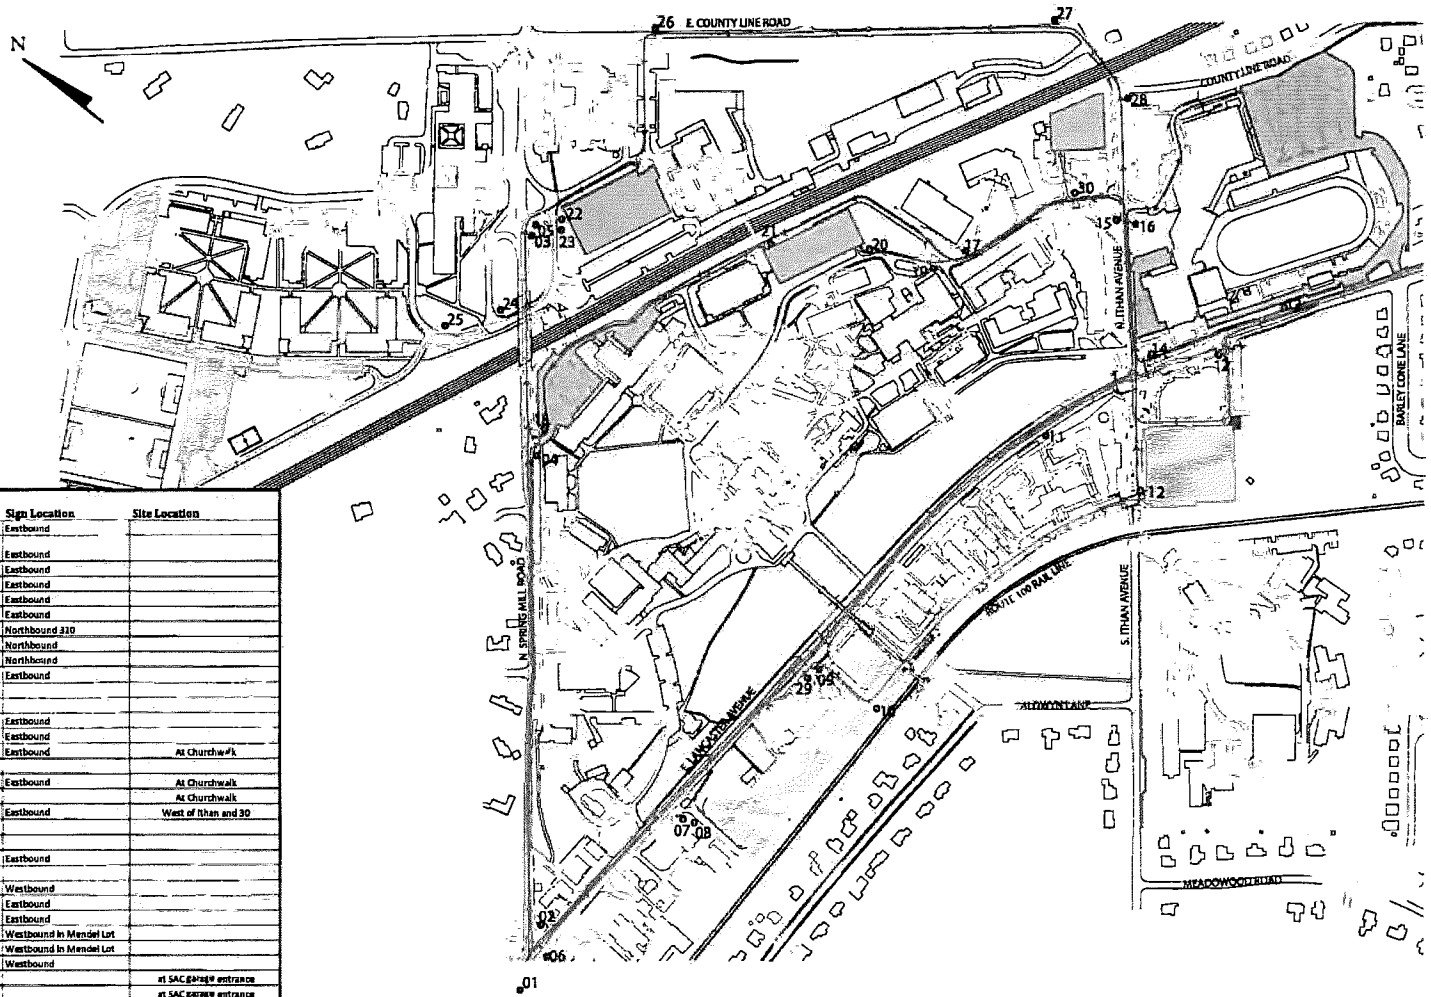 26 E. COUNTY LINE ROAD
27
N
COUNTY LINE ROAD
28
30
22
23
03
15
16
21
20
17
N. ITHAN AVENUE
24
25
14
BARLEY CONE LANE
11
12
04
N SPRING MILL ROAD
ROUTE 100 RAIL LINE
S. ITHAN AVENUE
29
09
10
ALDWYN LANE
E LANCASTER AVENUE
07
08
MEADOWOOD ROAD
02
06
01
Sign Location Site Location
Eastbound
Eastbound
Eastbound
Eastbound
Eastbound
Eastbound
Northbound 320
Northbound
Northbound
Eastbound
Eastbound
Eastbound
Eastbound At Churchwalk
Eastbound At Churchwalk
At Churchwalk
Eastbound West of Ithan and 30
Eastbound
Westbound
Eastbound
Eastbound
Westbound in Mendel Lot
Westbound in Mendel Lot
Westbound
at SAC garage entrance
at SAC garage entrance